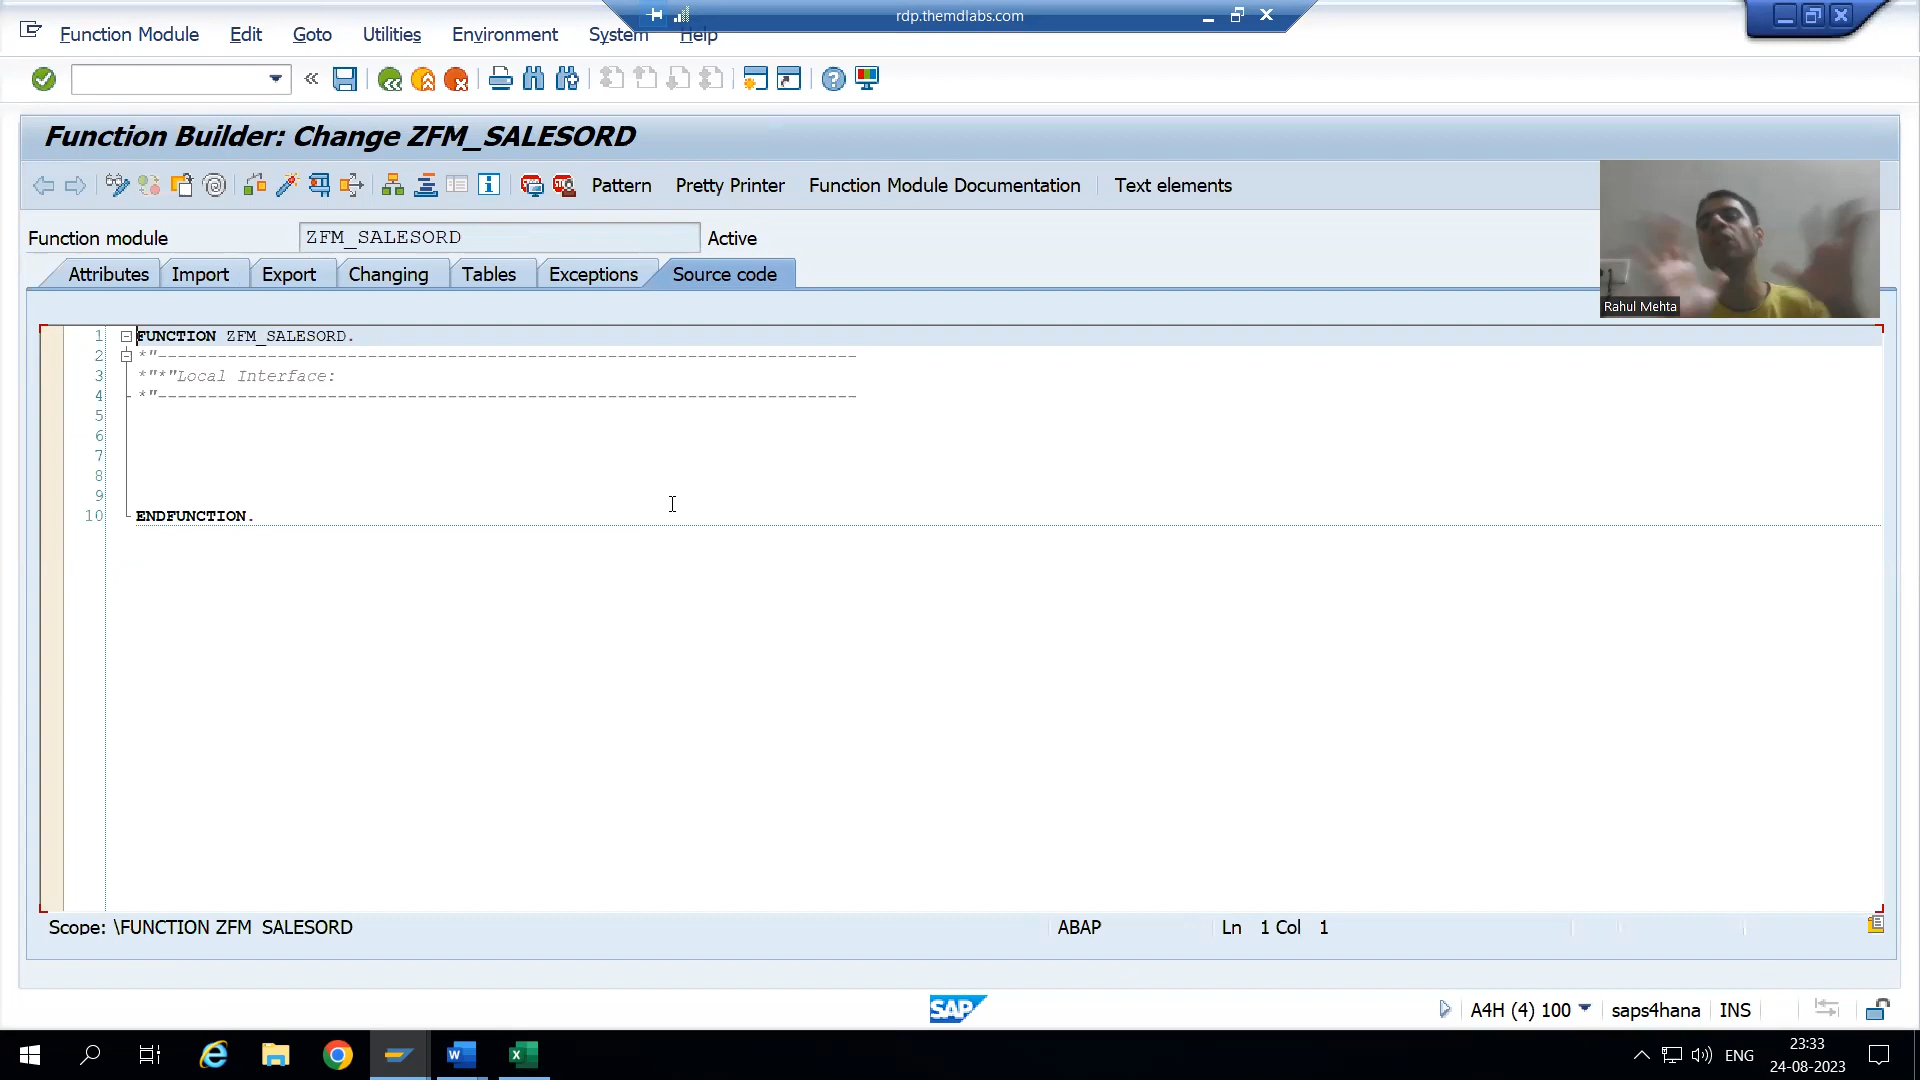 rdp.themdlabs.com
Function Module Edit Goto Utilities Environment System Help
Function Builder: Change ZFM_SALESORD
Pattern Pretty Printer Function Module Documentation Text elements
Function module ZFM_SALESORD Active
Attributes Import Export Changing Tables Exceptions Source code
Rahul Mehta
1 FUNCTION ZFM_SALESORD.
2 *"----------------------------------------------------------------------
3 *"*"Local Interface:
4 *"----------------------------------------------------------------------
5
6
7
8
9
10 ENDFUNCTION.
Scope: \FUNCTION ZFM_SALESORD ABAP Ln 1 Col 1
SAP A4H (4) 100 saps4hana INS
ENG 23:33
24-08-2023